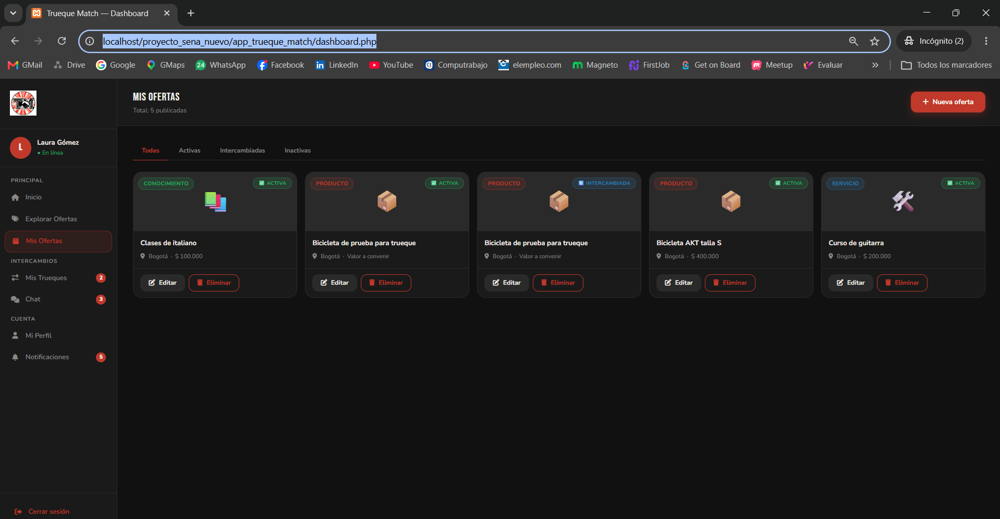 Trueque Match — Dashboard
localhost/proyecto_sena_nuevo/app_trueque_match/dashboard.php
Incógnito (2)
GMail
Drive
Google
GMaps
24 WhatsApp
Facebook
LinkedIn
YouTube
Computrabajo
elempleo.com
Magneto
FirstJob
Get on Board
Meetup
Evaluar
Todos los marcadores
TM
L
Laura Gómez
En línea
PRINCIPAL
Inicio
Explorar Ofertas
Mis Ofertas
INTERCAMBIOS
Mis Trueques 2
Chat 3
CUENTA
Mi Perfil
Notificaciones 5
Cerrar sesión
MIS OFERTAS
Total: 5 publicadas
+ Nueva oferta
Todas
Activas
Intercambiadas
Inactivas
CONOCIMIENTO
ACTIVA
Clases de italiano
Bogotá · $ 100.000
Editar
Eliminar
PRODUCTO
ACTIVA
Bicicleta de prueba para trueque
Bogotá · Valor a convenir
Editar
Eliminar
PRODUCTO
INTERCAMBIADA
Bicicleta de prueba para trueque
Bogotá · Valor a convenir
Editar
Eliminar
PRODUCTO
ACTIVA
Bicicleta AKT talla S
Bogotá · $ 400.000
Editar
Eliminar
SERVICIO
ACTIVA
Curso de guitarra
Bogotá · $ 200.000
Editar
Eliminar